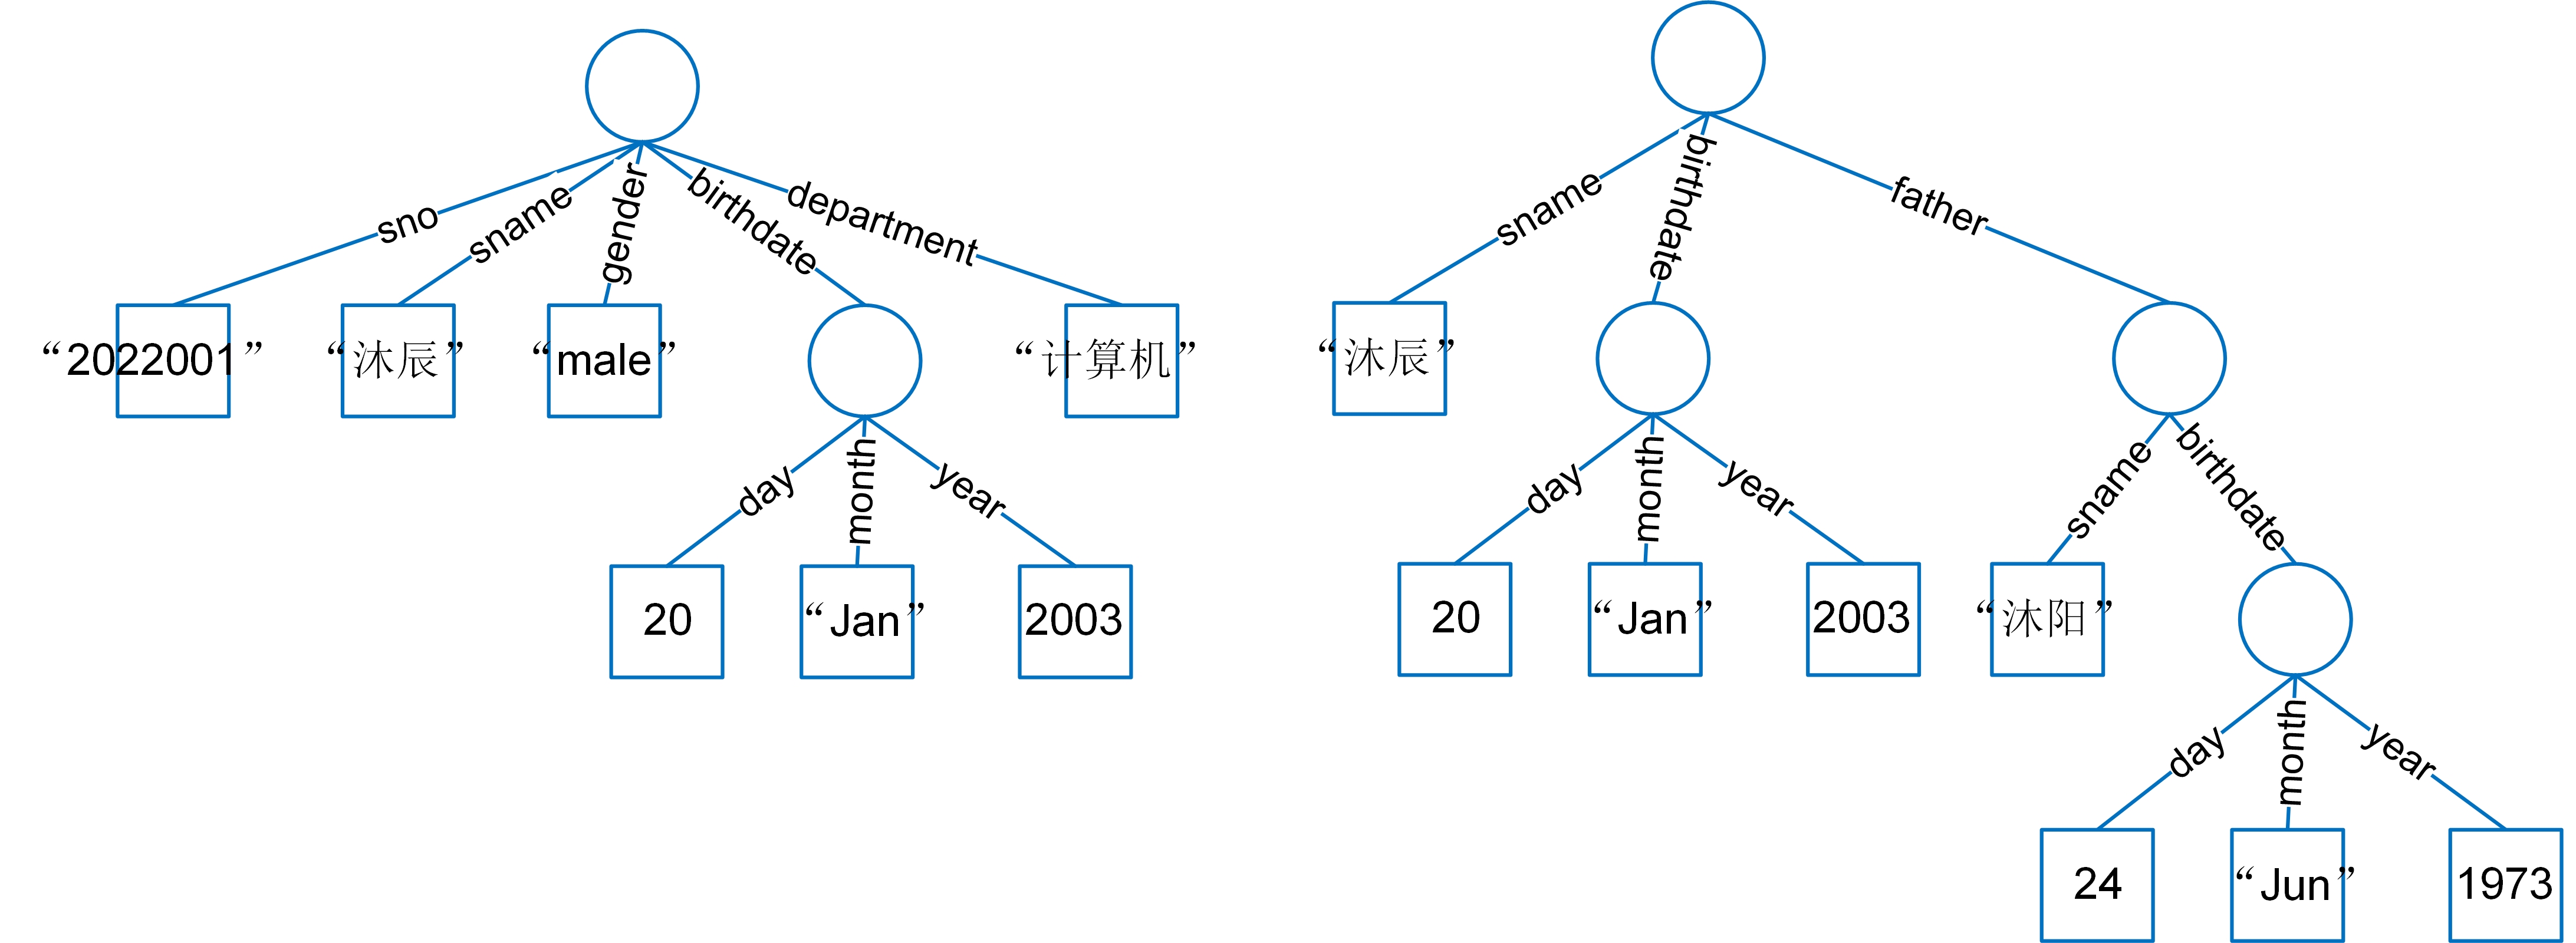 sno
sname
gender
birthdate
department
“2022001”
“沐辰”
“male”
“计算机”
day
month
year
20
“Jan”
2003
sname
birthdate
father
“沐辰”
day
month
year
20
“Jan”
2003
sname
birthdate
“沐阳”
day
month
year
24
“Jun”
1973